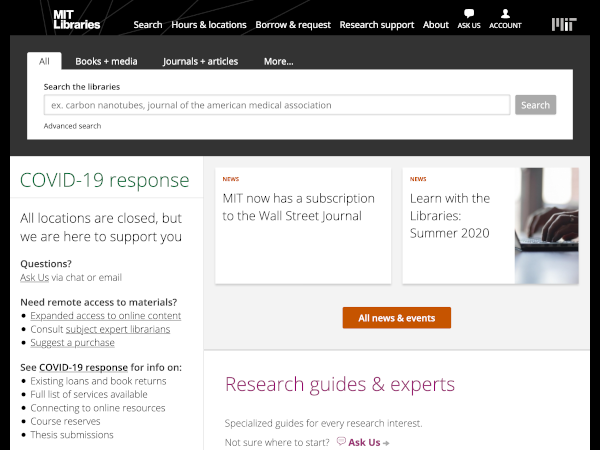 MIT
Libraries
Search Hours & locations Borrow & request Research support About ASK US ACCOUNT
MIT
All Books + media Journals + articles More...
Search the libraries
ex. carbon nanotubes, journal of the american medical association
Search
Advanced search
COVID-19 response
All locations are closed, but
we are here to support you
Questions?
Ask Us via chat or email
Need remote access to materials?
Expanded access to online content
Consult subject expert librarians
Suggest a purchase
See COVID-19 response for info on:
Existing loans and book returns
Full list of services available
Connecting to online resources
Course reserves
Thesis submissions
NEWS
MIT now has a subscription
to the Wall Street Journal
NEWS
Learn with the
Libraries:
Summer 2020
All news & events
Research guides & experts
Specialized guides for every research interest.
Not sure where to start? Ask Us